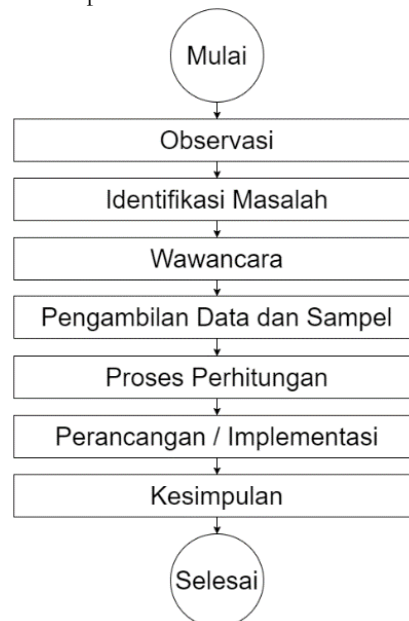 Mulai
Observasi
Identifikasi Masalah
Wawancara
Pengambilan Data dan Sampel
Proses Perhitungan
Perancangan / Implementasi
Kesimpulan
Selesai